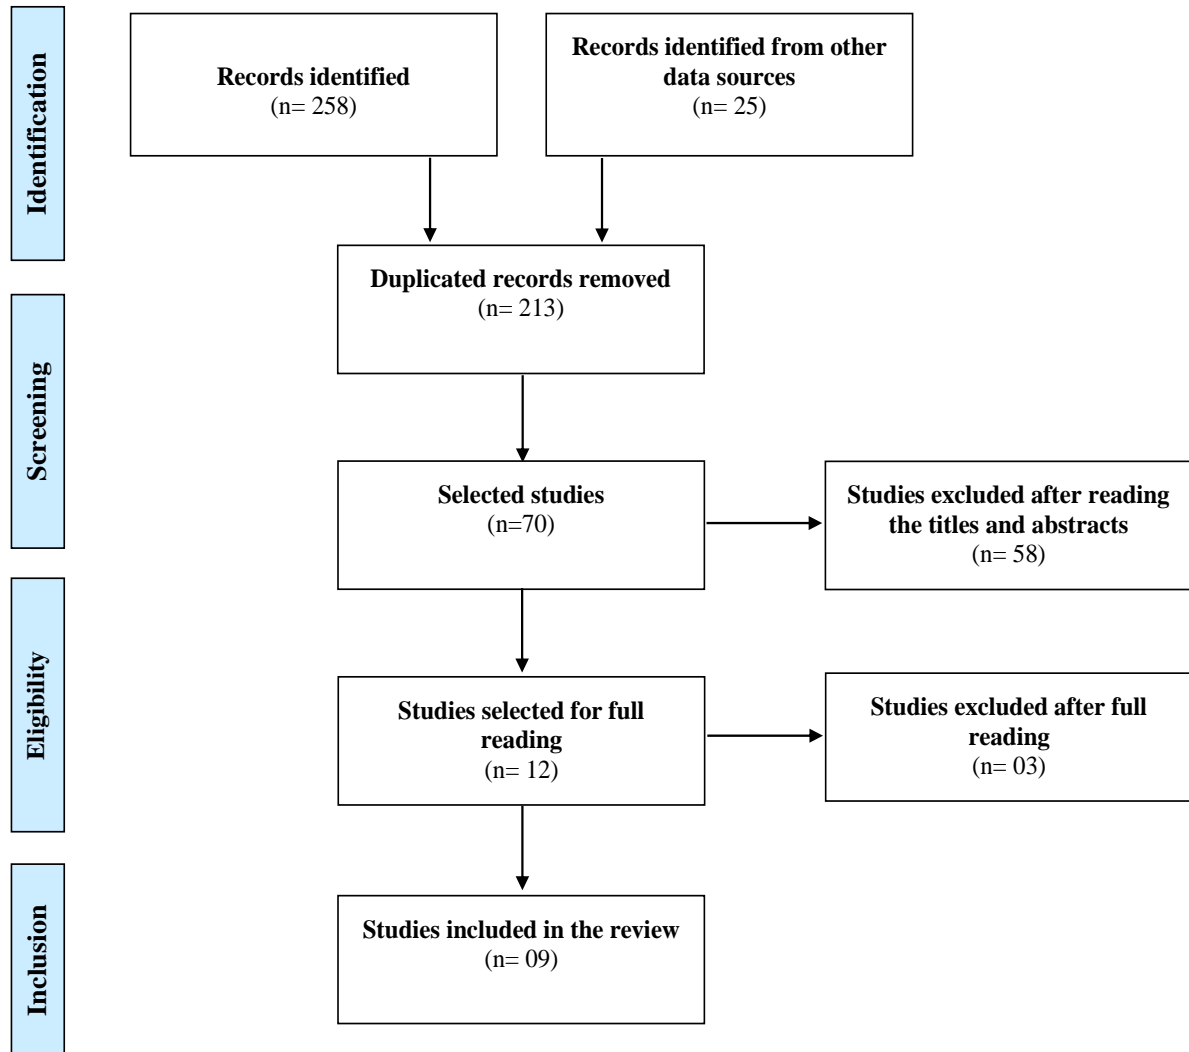 Identification
Records identified
(n= 258)
Records identified from other
data sources
(n= 25)
Duplicated records removed
(n= 213)
Screening
Selected studies
(n=70)
Studies excluded after reading
the titles and abstracts
(n= 58)
Eligibility
Studies selected for full
reading
(n= 12)
Studies excluded after full
reading
(n= 03)
Inclusion
Studies included in the review
(n= 09)